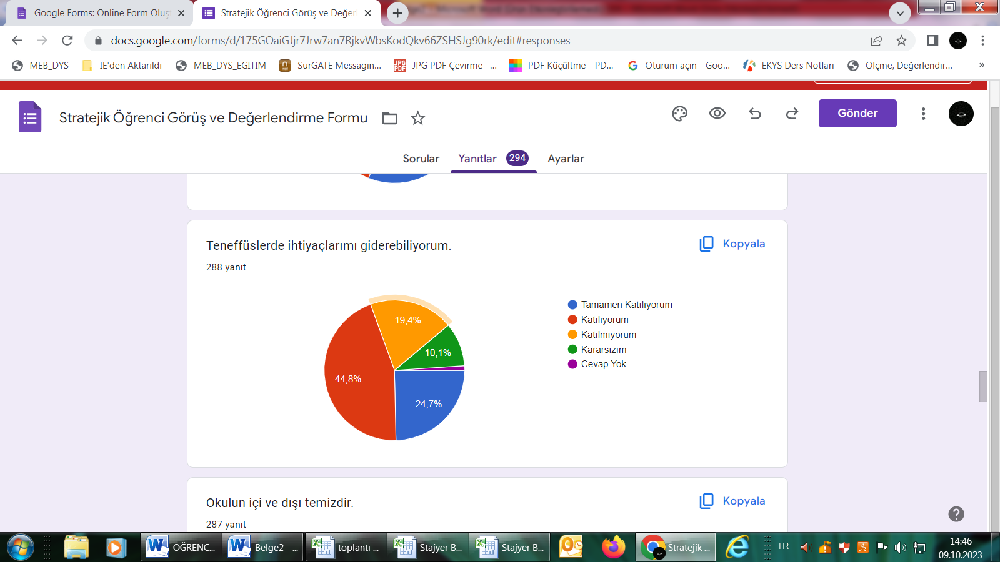 Google Forms: Online Form Oluşt
Stratejik Öğrenci Görüş ve Değerl
docs.google.com/forms/d/175GOaiGJjr7Jrw7an7RjkvWbsKodQkv66ZSHSJg90rk/edit#responses
MEB_DYS
IE'den Aktarıldı
MEB_DYS_EGITIM
SurGATE Messagin...
JPG PDF Çevirme –...
PDF Küçültme - PD...
Oturum açın - Goo...
EKYS Ders Notları
Ölçme, Değerlendir...
»
Stratejik Öğrenci Görüş ve Değerlendirme Formu
Gönder
Sorular
Yanıtlar 294
Ayarlar
Teneffüslerde ihtiyaçlarımı giderebiliyorum.
Kopyala
288 yanıt
19,4%
10,1%
44,8%
24,7%
Tamamen Katılıyorum
Katılıyorum
Katılmıyorum
Kararsızım
Cevap Yok
Okulun içi ve dışı temizdir.
Kopyala
287 yanıt
ÖĞRENC...
Belge2 - ...
toplantı ...
Stajyer B...
Stajyer B...
Stratejik ...
TR
14:46
09.10.2023